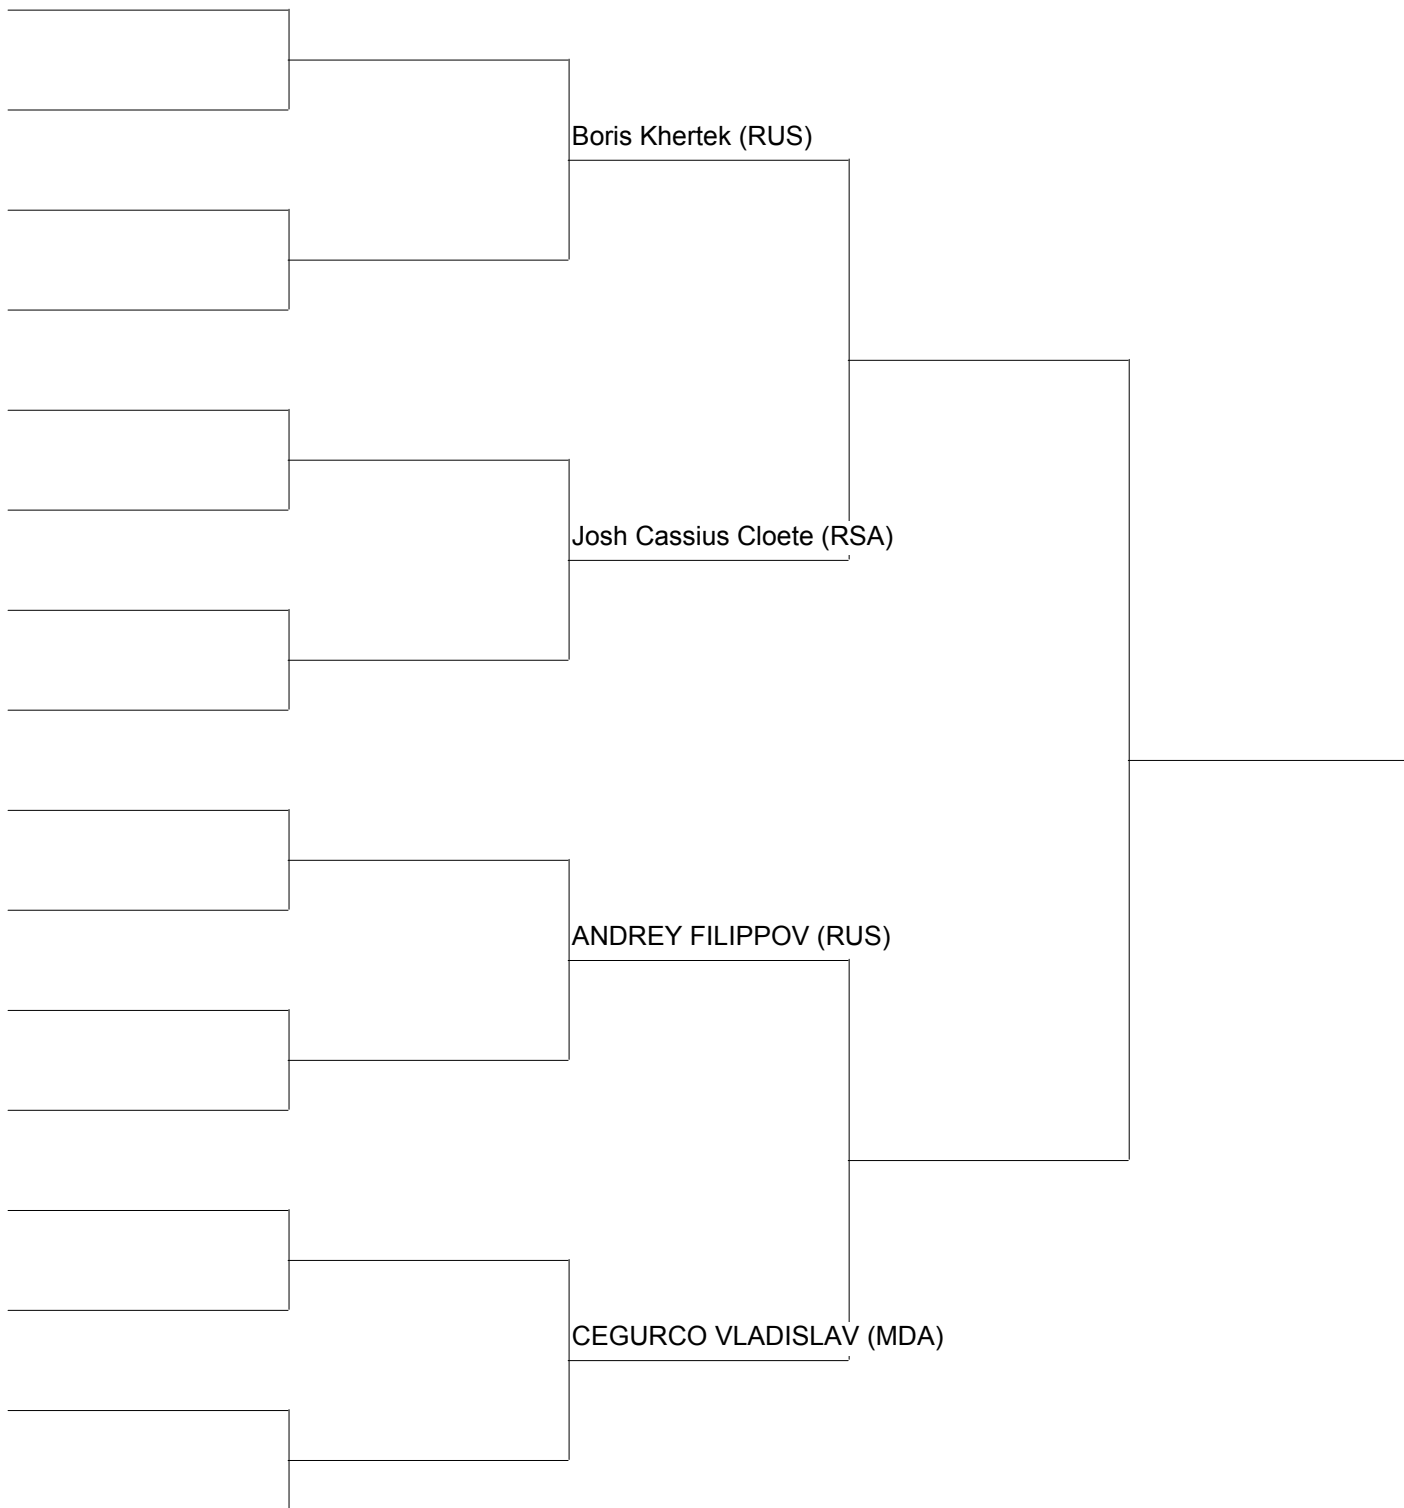 Boris Khertek (RUS)
Josh Cassius Cloete (RSA)
ANDREY FILIPPOV (RUS)
CEGURCO VLADISLAV (MDA)